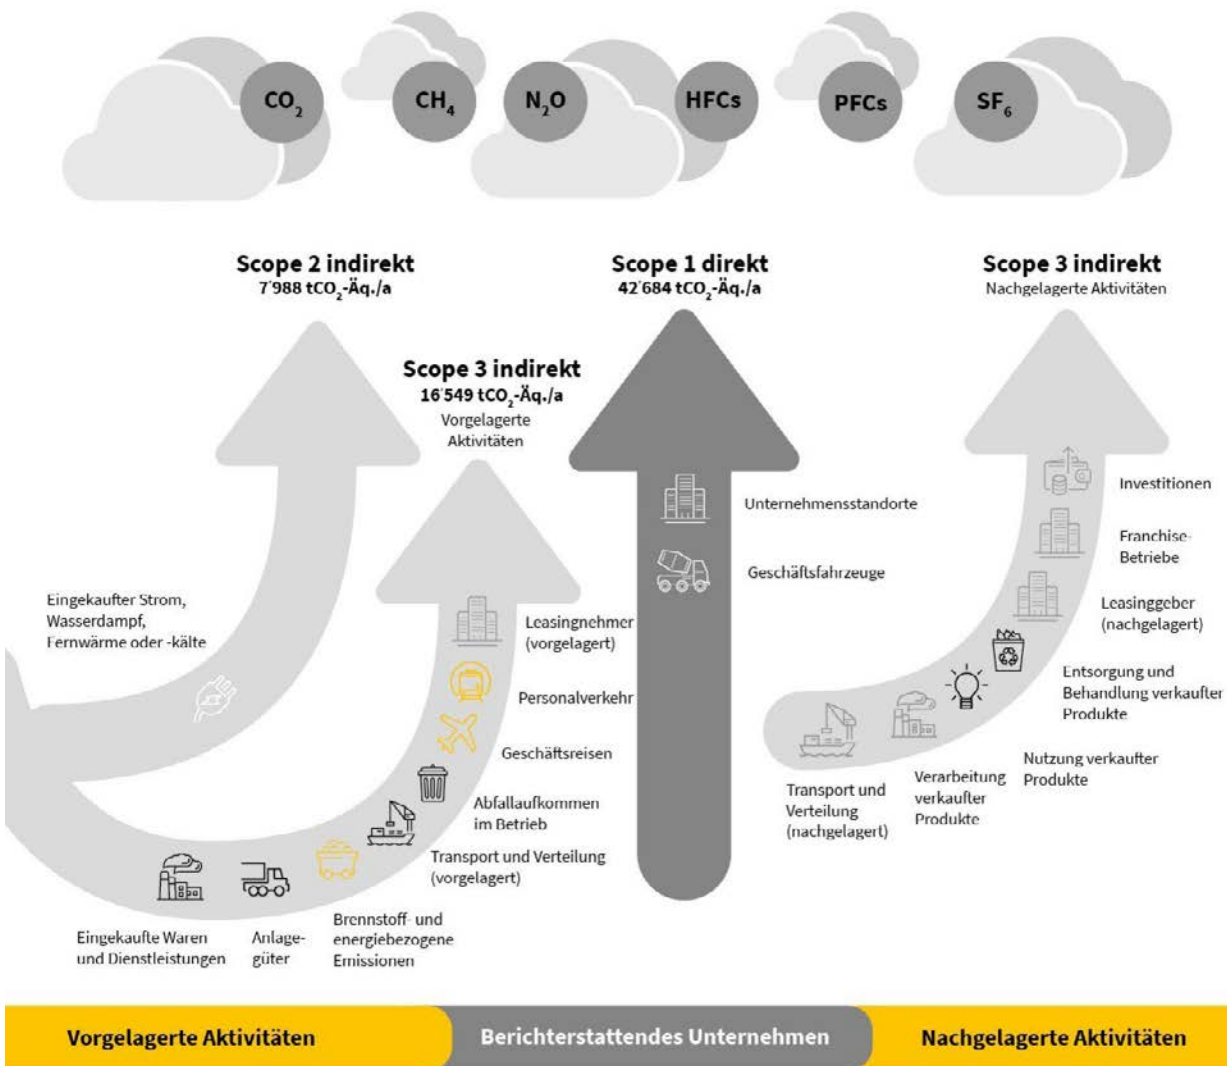 CO₂
CH₄
N₂O
HFCs
PFCs
SF₆
Scope 2 indirekt
7'988 tCO₂-Äq./a
Scope 1 direkt
42'684 tCO₂-Äq./a
Scope 3 indirekt
Nachgelagerte Aktivitäten
Scope 3 indirekt
16'549 tCO₂-Äq./a
Vorgelagerte
Aktivitäten
Eingekaufter Strom,
Wasserdampf,
Fernwärme oder -kälte
Leasingnehmer
(vorgelagert)
Personalverkehr
Geschäftsreisen
Abfallaufkommen
im Betrieb
Transport und Verteilung
(vorgelagert)
Brennstoff- und
energiebezogene
Emissionen
Anlage-
güter
Eingekaufte Waren
und Dienstleistungen
Unternehmensstandorte
Geschäftsfahrzeuge
Investitionen
Franchise-
Betriebe
Leasinggeber
(nachgelagert)
Entsorgung und
Behandlung verkaufter
Produkte
Nutzung verkaufter
Produkte
Verarbeitung
verkaufter
Produkte
Transport und
Verteilung
(nachgelagert)
Vorgelagerte Aktivitäten
Berichterstattendes Unternehmen
Nachgelagerte Aktivitäten